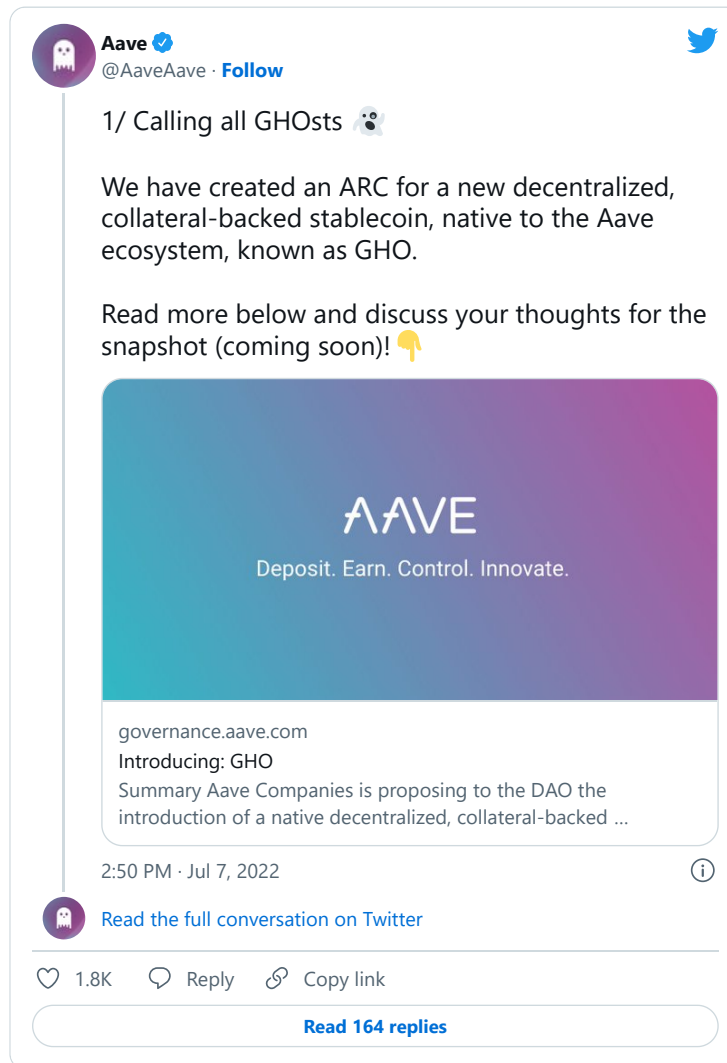 Aave
@AaveAave · Follow
1/ Calling all GHOsts 👻
We have created an ARC for a new decentralized,
collateral-backed stablecoin, native to the Aave
ecosystem, known as GHO.
Read more below and discuss your thoughts for the
snapshot (coming soon)! 👇
AAVE
Deposit. Earn. Control. Innovate.
governance.aave.com
Introducing: GHO
Summary Aave Companies is proposing to the DAO the
introduction of a native decentralized, collateral-backed ...
2:50 PM · Jul 7, 2022
Read the full conversation on Twitter
1.8K Reply Copy link
Read 164 replies